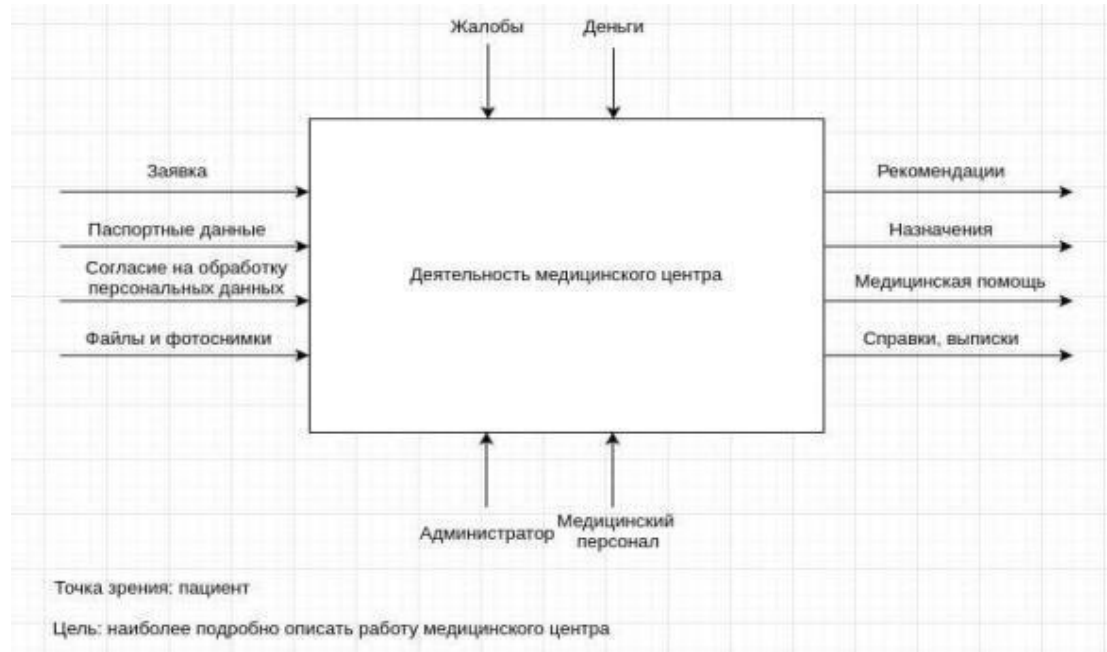 Жалобы
Деньги
Заявка
Паспортные данные
Согласие на обработку
персональных данных
Файлы и фотоснимки
Деятельность медицинского центра
Рекомендации
Назначения
Медицинская помощь
Справки, выписки
Администратор
Медицинский
персонал
Точка зрения: пациент
Цель: наиболее подробно описать работу медицинского центра